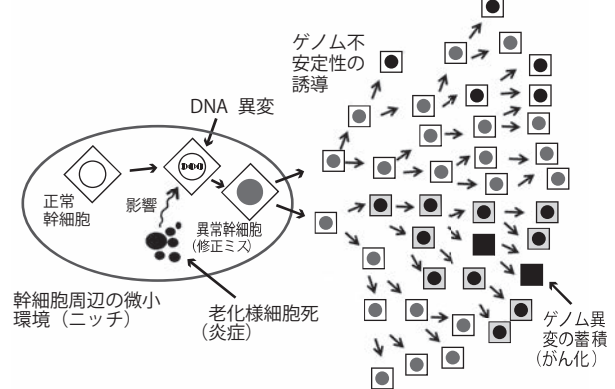 ゲノム不
安定性の
誘導
DNA 異変
正常
幹細胞
影響
異常幹細胞
（修正ミス）
幹細胞周辺の微小
環境（ニッチ）
老化様細胞死
（炎症）
ゲノム異
変の蓄積
（がん化）